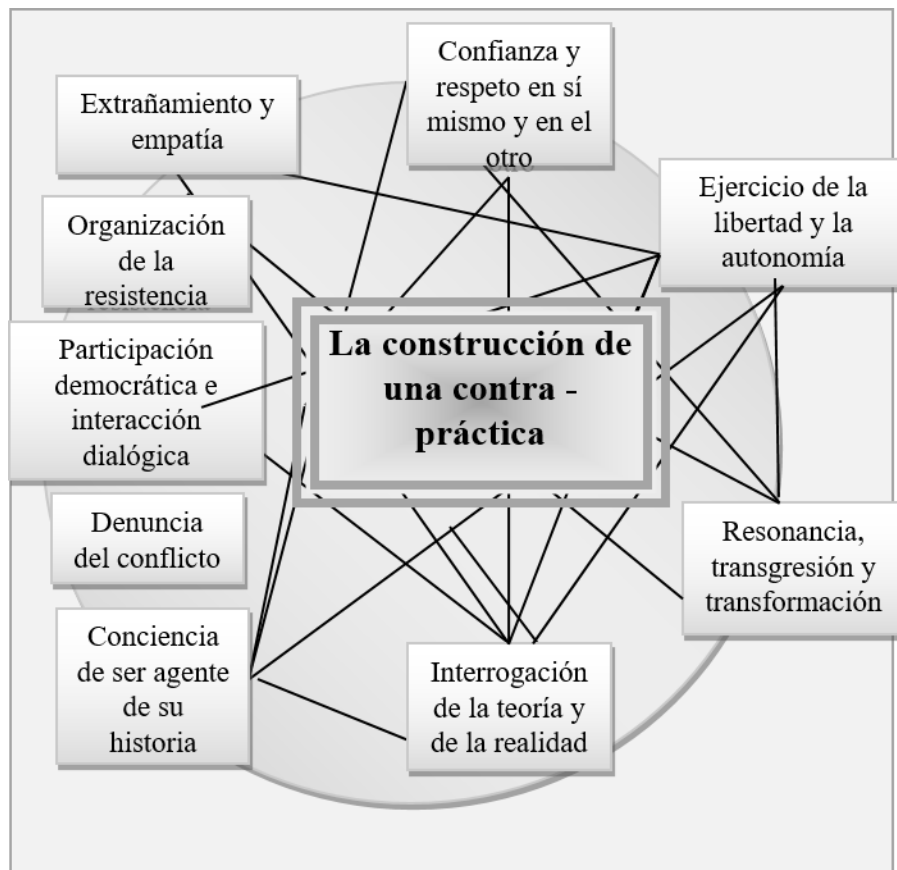 Confianza y
respeto en sí
mismo y en el
otro
Extrañamiento y
empatía
Ejercicio de la
libertad y la
autonomía
Organización
de la
resistencia
La construcción de
una contra -
práctica
Participación
democrática e
interacción
dialógica
Denuncia
del conflicto
Resonancia,
transgresión y
transformación
Conciencia
de ser agente
de su
historia
Interrogación
de la teoría y
de la realidad